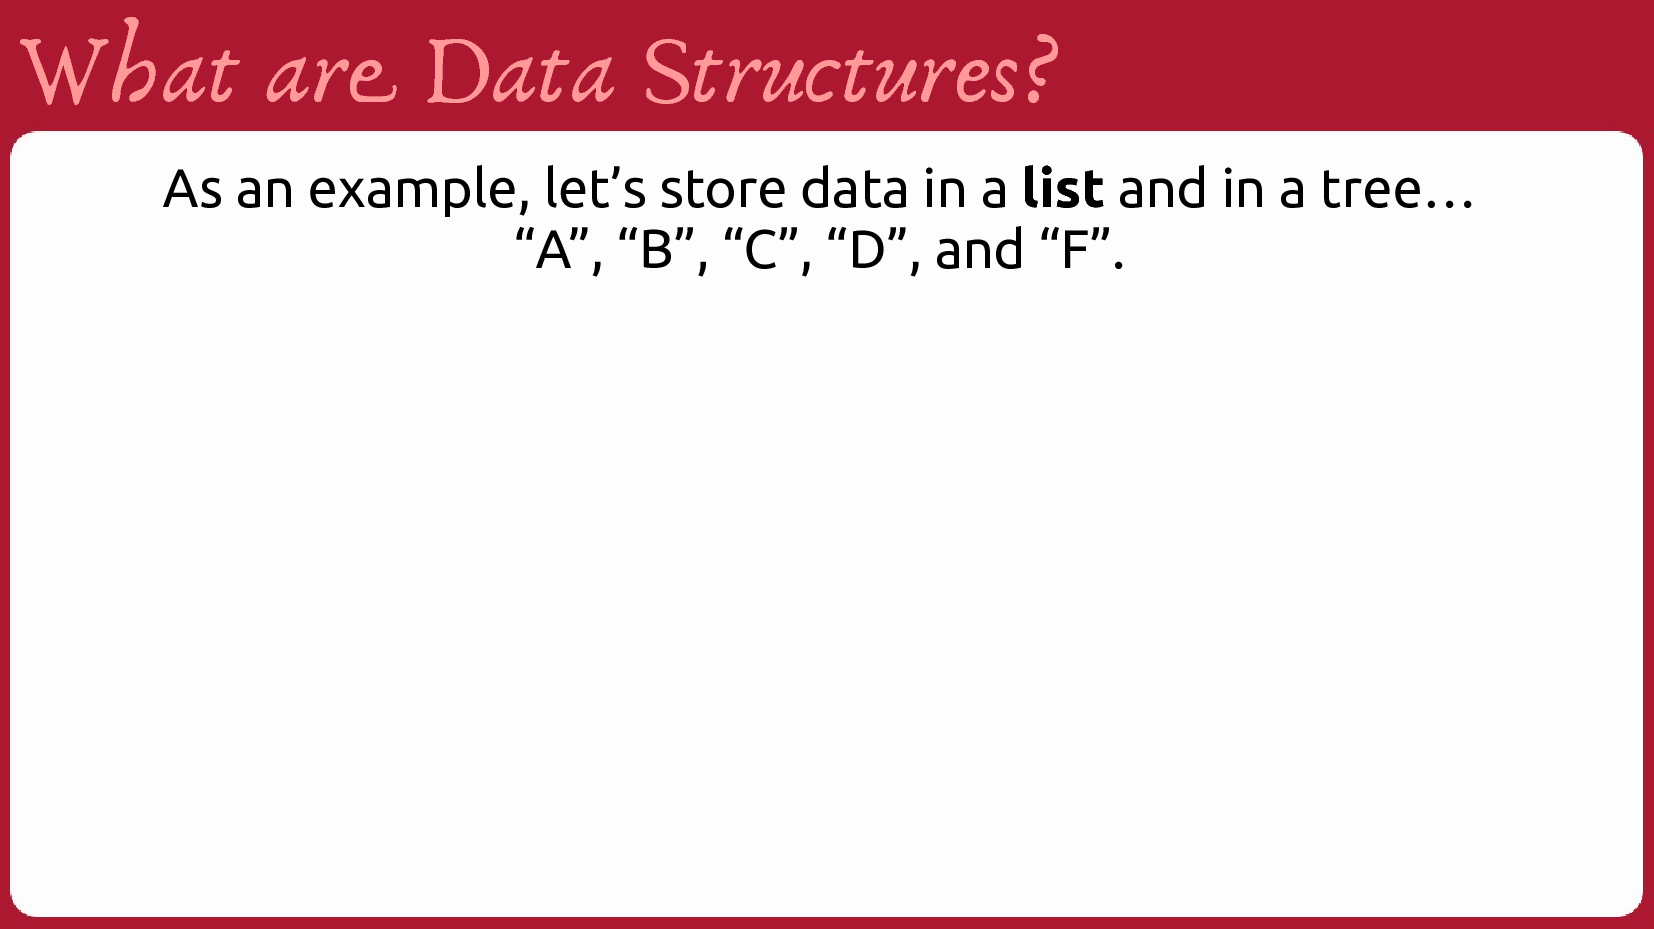 What are Data Structures?
As an example, let’s store data in a list and in a tree…
“A”, “B”, “C”, “D”, and “F”.